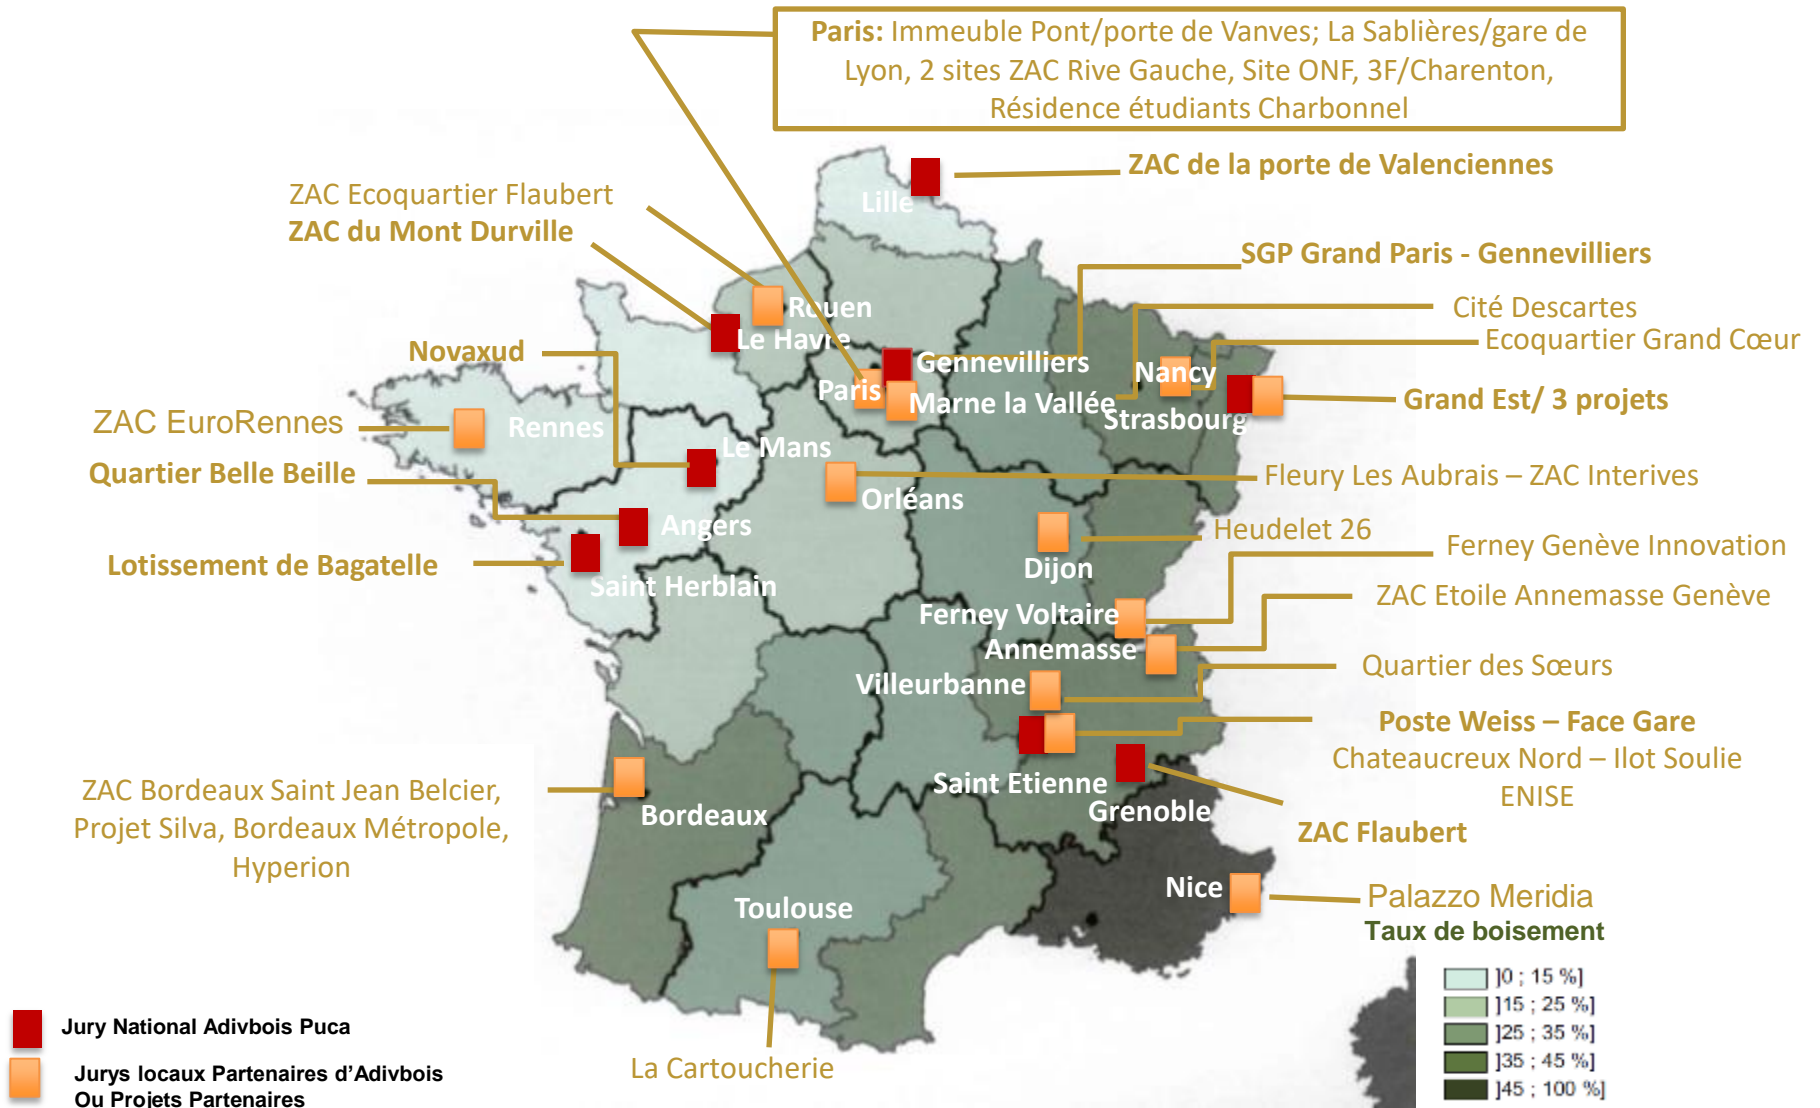 Paris: Immeuble Pont/porte de Vanves; La Sablières/gare de
Lyon, 2 sites ZAC Rive Gauche, Site ONF, 3F/Charenton,
Résidence étudiants Charbonnel
ZAC de la porte de Valenciennes
ZAC Ecoquartier Flaubert
ZAC du Mont Durville
Lille
SGP Grand Paris - Gennevilliers
Cité Descartes
Ecoquartier Grand Cœur
Rouen
Le Havre
Novaxud
Gennevilliers
Nancy
Paris
Marne la Vallée
Strasbourg
Grand Est/ 3 projets
ZAC EuroRennes
Rennes
Le Mans
Quartier Belle Beille
Fleury Les Aubrais – ZAC Interives
Orléans
Angers
Heudelet 26
Ferney Genève Innovation
Lotissement de Bagatelle
Saint Herblain
Dijon
ZAC Etoile Annemasse Genève
Ferney Voltaire
Annemasse
Quartier des Sœurs
Villeurbanne
Poste Weiss – Face Gare
Chateaucreux Nord – Ilot Soulie
ENISE
Saint Etienne
Grenoble
ZAC Flaubert
ZAC Bordeaux Saint Jean Belcier,
Projet Silva, Bordeaux Métropole,
Hyperion
Bordeaux
Nice
Palazzo Meridia
Toulouse
La Cartoucherie
Taux de boisement
]0 ; 15 %]
]15 ; 25 %]
]25 ; 35 %]
]35 ; 45 %]
]45 ; 100 %]
Jury National Adivbois Puca
Jurys locaux Partenaires d’Adivbois
Ou Projets Partenaires